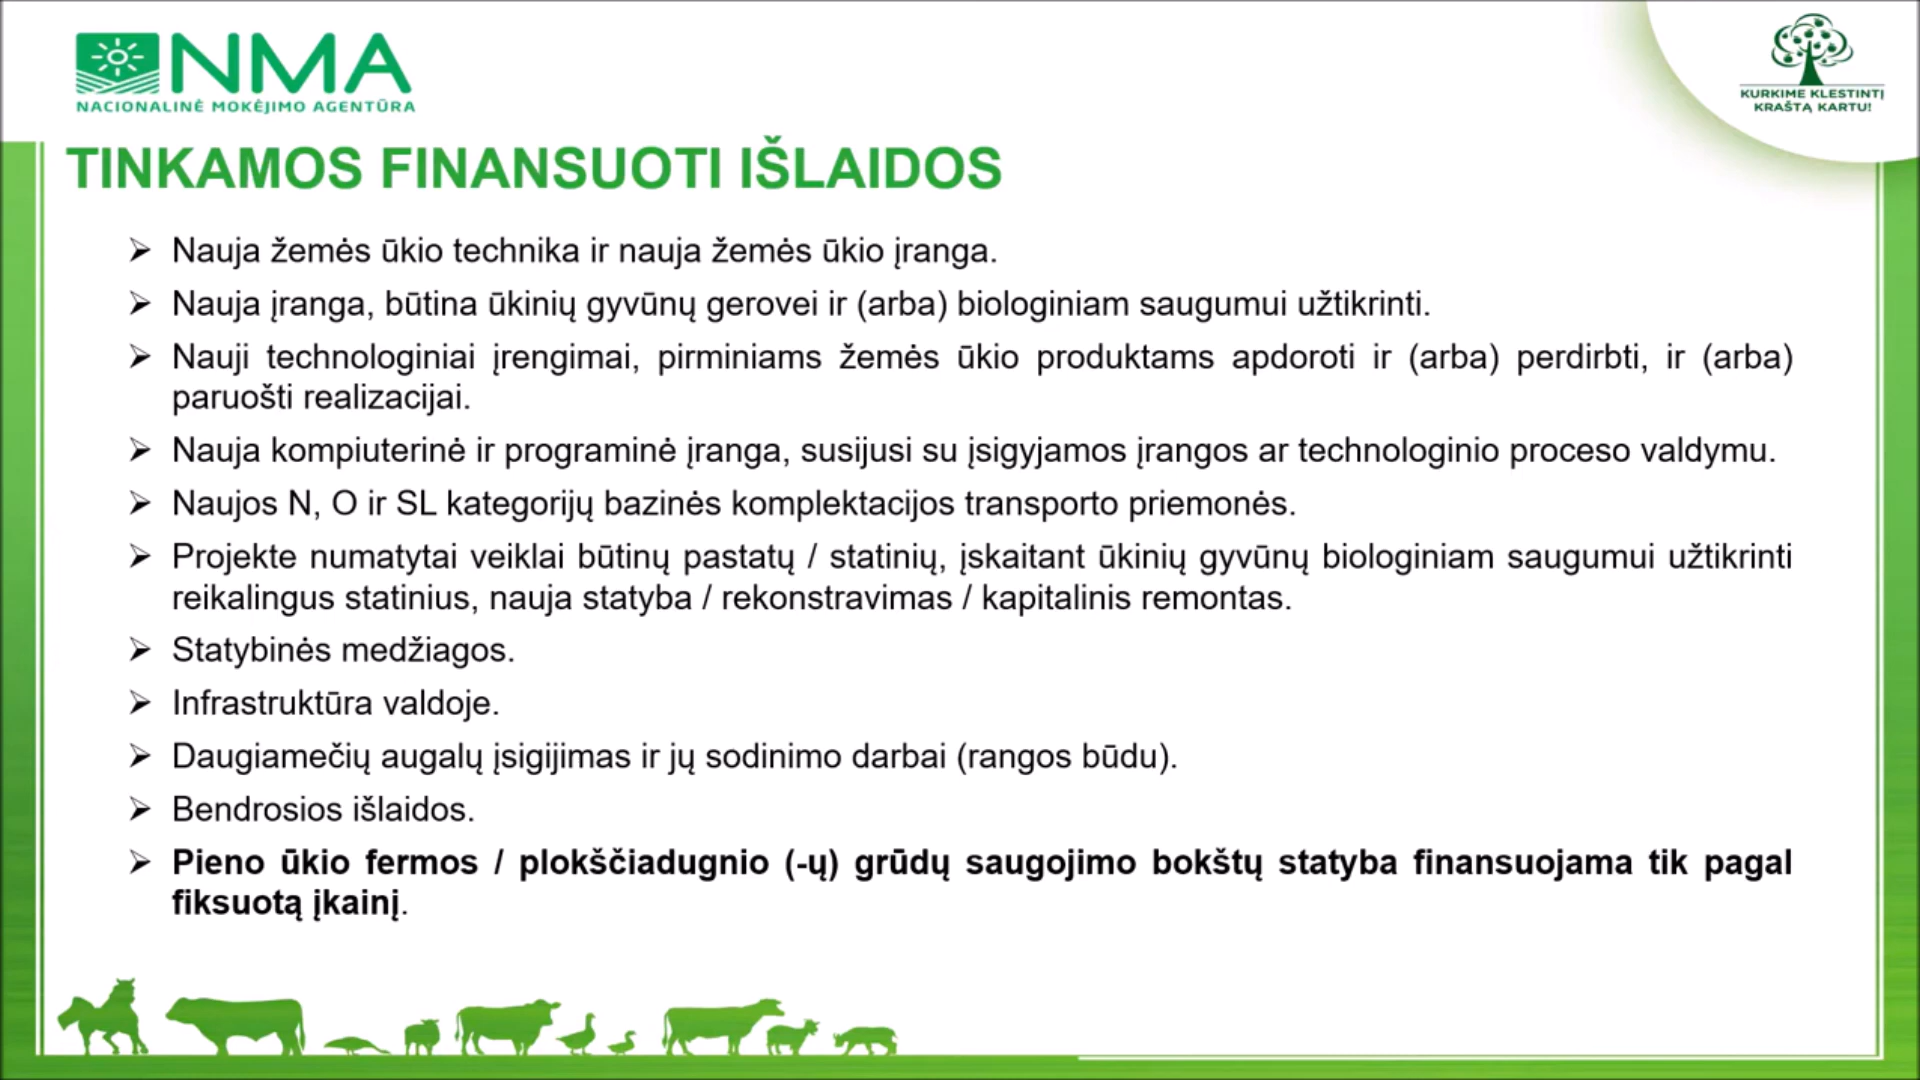 NMA
NACIONALINĖ MOKĖJIMO AGENTŪRA
KURKIME KLESTINTĮ
KRAŠTĄ KARTU!
TINKAMOS FINANSUOTI IŠLAIDOS
Nauja žemės ūkio technika ir nauja žemės ūkio įranga.
Nauja įranga, būtina ūkinių gyvūnų gerovei ir (arba) biologiniam saugumui užtikrinti.
Nauji technologiniai įrengimai, pirminiams žemės ūkio produktams apdoroti ir (arba) perdirbti, ir (arba)
paruošti realizacijai.
Nauja kompiuterinė ir programinė įranga, susijusi su įsigyjamos įrangos ar technologinio proceso valdymu.
Naujos N, O ir SL kategorijų bazinės komplektacijos transporto priemonės.
Projekte numatytai veiklai būtinų pastatų / statinių, įskaitant ūkinių gyvūnų biologiniam saugumui užtikrinti
reikalingus statinius, nauja statyba / rekonstravimas / kapitalinis remontas.
Statybinės medžiagos.
Infrastruktūra valdoje.
Daugiamečių augalų įsigijimas ir jų sodinimo darbai (rangos būdu).
Bendrosios išlaidos.
Pieno ūkio fermos / plokščiadugnio (-ų) grūdų saugojimo bokštų statyba finansuojama tik pagal
fiksuotą įkainį.